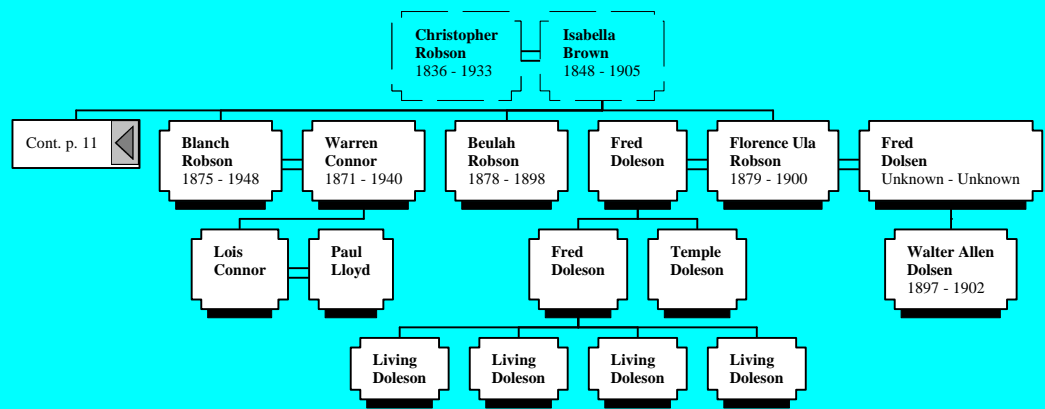 Christopher
Robson
1836 - 1933
Isabella
Brown
1848 - 1905
Cont. p. 11
Blanch
Robson
1875 - 1948
Warren
Connor
1871 - 1940
Beulah
Robson
1878 - 1898
Fred
Doleson
Florence Ula
Robson
1879 - 1900
Fred
Dolsen
Unknown - Unknown
Lois
Connor
Paul
Lloyd
Fred
Doleson
Temple
Doleson
Walter Allen
Dolsen
1897 - 1902
Living
Doleson
Living
Doleson
Living
Doleson
Living
Doleson